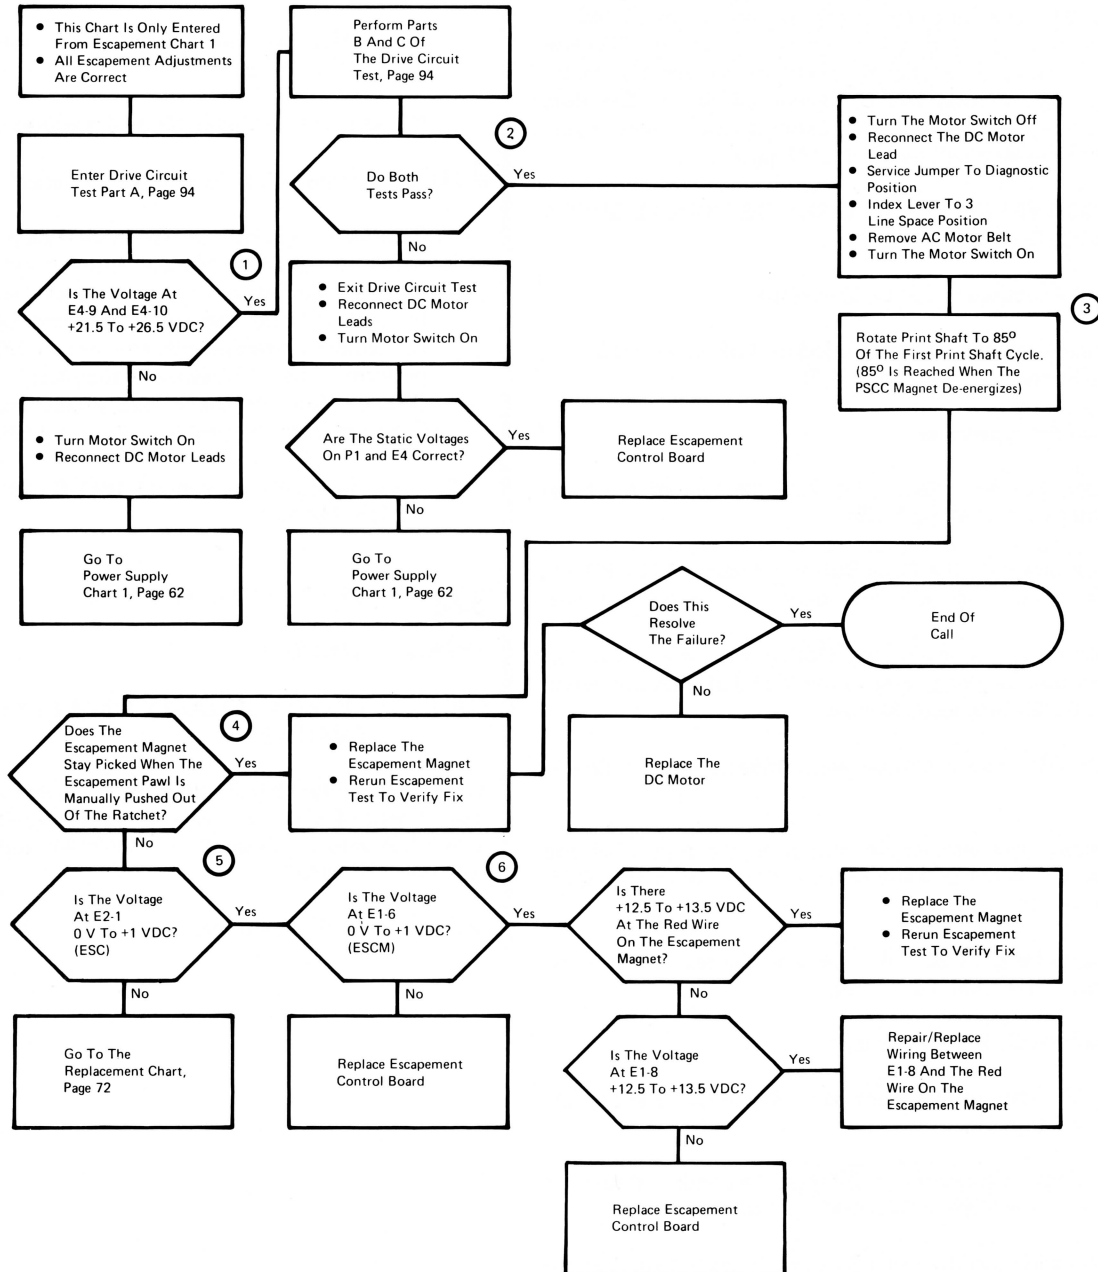 • This Chart Is Only Entered
From Escapement Chart 1
• All Escapement Adjustments
Are Correct
Enter Drive Circuit
Test Part A, Page 94
1
Is The Voltage At
E4-9 And E4-10
+21.5 To +26.5 VDC?
Yes
No
• Turn Motor Switch On
• Reconnect DC Motor Leads
Go To
Power Supply
Chart 1, Page 62
Perform Parts
B And C Of
The Drive Circuit
Test, Page 94
2
Do Both
Tests Pass?
Yes
No
• Exit Drive Circuit Test
• Reconnect DC Motor
Leads
• Turn Motor Switch On
Are The Static Voltages
On P1 and E4 Correct?
Yes
Replace Escapement
Control Board
No
Go To
Power Supply
Chart 1, Page 62
• Turn The Motor Switch Off
• Reconnect The DC Motor
Lead
• Service Jumper To Diagnostic
Position
• Index Lever To 3
Line Space Position
• Remove AC Motor Belt
• Turn The Motor Switch On
3
Rotate Print Shaft To 85º
Of The First Print Shaft Cycle.
(85º Is Reached When The
PSCC Magnet De-energizes)
4
Does The
Escapement Magnet
Stay Picked When The
Escapement Pawl Is
Manually Pushed Out
Of The Ratchet?
Yes
• Replace The
Escapement Magnet
• Rerun Escapement
Test To Verify Fix
Does This
Resolve
The Failure?
Yes
End Of
Call
No
Replace The
DC Motor
No
5
Is The Voltage
At E2-1
0 V To +1 VDC?
(ESC)
Yes
No
Go To The
Replacement Chart,
Page 72
6
Is The Voltage
At E1-6
0 V To +1 VDC?
(ESCM)
Yes
No
Replace Escapement
Control Board
Is There
+12.5 To +13.5 VDC
At The Red Wire
On The Escapement
Magnet?
Yes
• Replace The
Escapement Magnet
• Rerun Escapement
Test To Verify Fix
No
Is The Voltage
At E1-8
+12.5 To +13.5 VDC?
Yes
Repair/Replace
Wiring Between
E1-8 And The Red
Wire On The
Escapement Magnet
No
Replace Escapement
Control Board